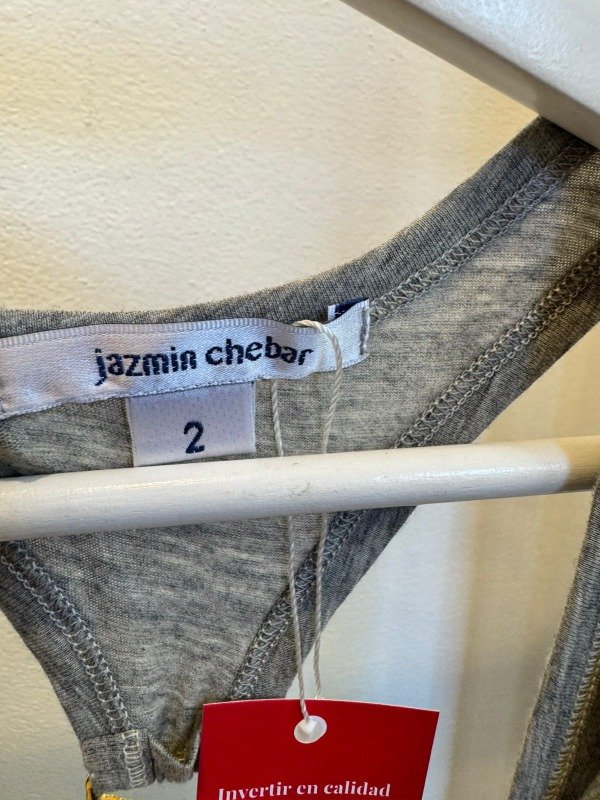 jazmin chebar
2
Invertir en calidad